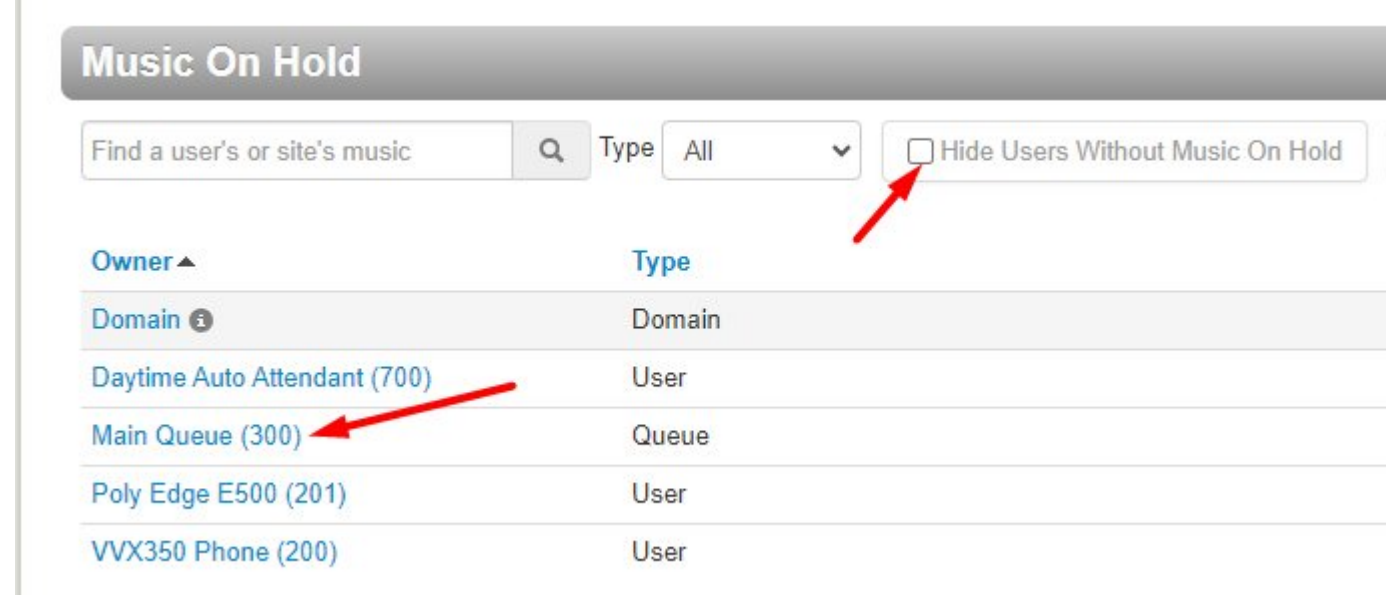 Music On Hold
Find a user's or site's music Type All Hide Users Without Music On Hold
Owner Type
Domain Domain
Daytime Auto Attendant (700) User
Main Queue (300) Queue
Poly Edge E500 (201) User
VVX350 Phone (200) User